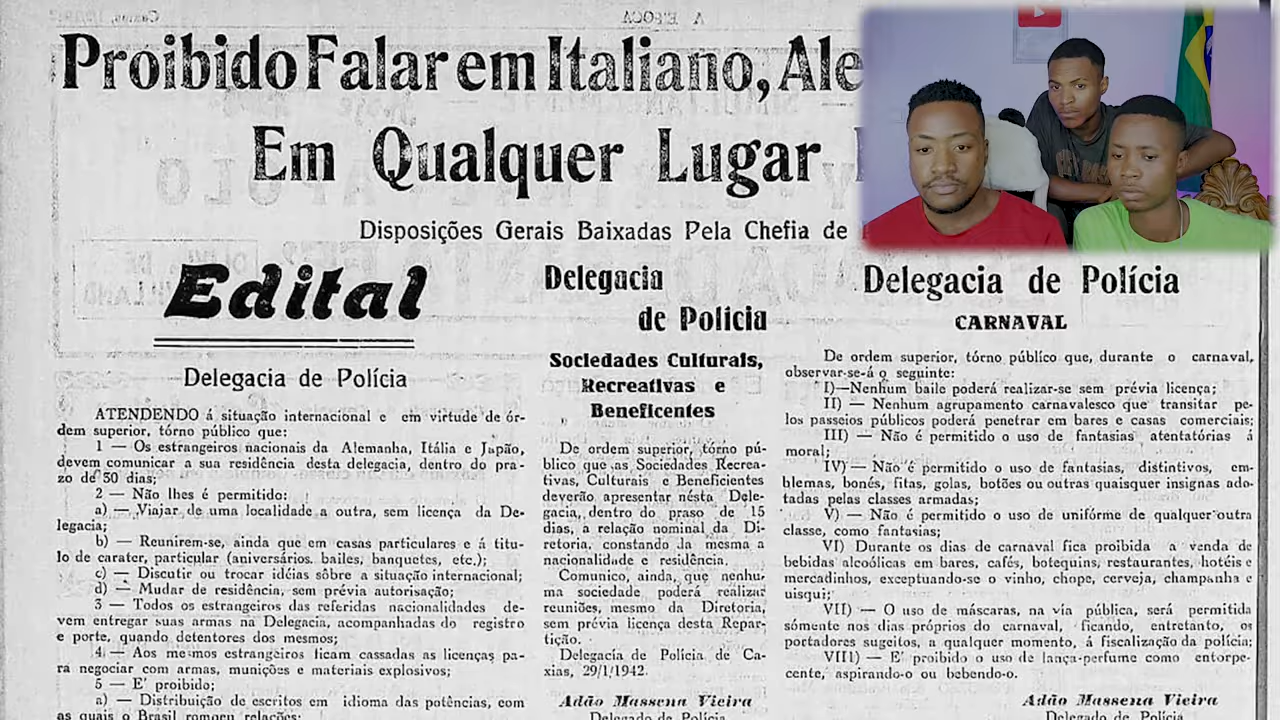 A EPOCA
Proibido Falar em Italiano, Ale
Em Qualquer Lugar
Disposições Gerais Baixadas Pela Chefia de
Edital
Delegacia de Polícia
ATENDENDO á situação internacional e em virtude de ór-
dem superior, tórno público que:
1 — Os estrangeiros nacionais da Alemanha, Itália e Japão,
devem comunicar a sua residência desta delegacia, dentro do pra-
zo de 50 dias;
2 — Não lhes é permitido:
a) — Viajar de uma localidade a outra, sem licença da De-
legacia;
b) — Reunirem-se, ainda que em casas particulares e á titu-
lo de carater, particular (aniversários. bailes, banquetes, etc.);
c) — Discutir ou trocar idéias sôbre a situação internacional;
d) — Mudar de residência, sem prévia autorisação;
3 — Todos os estrangeiros das referidas nacionalidades de-
vem entregar suas armas na Delegacia, acompanhadas do registro
e porte, quando detentores dos mesmos;
4 — Aos mesmos estrangeiros ficam cassadas as licenças pa-
ra negociar com armas, munições e materiais explosivos;
5 — E' proibido;
a) — Distribuição de escritos em idioma das potências, com
as quais o Brasil romqeu relações;
Delegacia
de Policia
Sociedades Culturais,
Recreativas e
Beneficentes
De ordem superior, tórno pú-
blico que as Sociedades Recrea-
tivas, Culturais e Beneficientes
deverão apresentar nésta Dele-
gacia, dentro do praso de 15
dias, a relação nominal da Di-
retoria, constando da mesma a
nacionalidade e residência.
Comunico, ainda, que nenhu-
ma sociedade poderá realizar
reuniões, mesmo da Diretoria,
sem prévia licença desta Repar-
tição.
Delegacia de Polícia de Ca-
xias, 29/1/1942.
Adão Massena Vieira
Delegado de Polícia
Delegacia de Polícia
CARNAVAL
De ordem superior, tórno público que, durante o carnaval,
observar-se-á o seguinte:
I)—Nenhum baile poderá realizar-se sem prévia licença;
II) — Nenhum agrupamento carnavalesco que transitar pe-
los passeios públicos poderá penetrar em bares e casas comerciais;
III) — Não é permitido o uso de fantasias atentatórias á
moral;
IV) — Não é permitido o uso de fantasias, distintivos, em-
blemas, bonés, fitas, golas, botões ou outras quaisquer insignas ado-
tadas pelas classes armadas;
V) — Não é permitido o uso de unifórme de qualquer outra
classe, como fantasias;
VI) Durante os dias de carnaval fica proibida a venda de
bebidas alcoólicas em bares, cafés, botequins, restaurantes, hotéis e
mercadinhos, exceptuando-se o vinho, chope, cerveja, champanha e
uisqui;
VII) — O uso de máscaras, na vía pública, será permitida
sómente nos dias próprios do carnaval, ficando, entretanto, os
portadores sugeitos, a qualquer momento, á fiscalização da polícia;
VIII) — E' proibido o uso de lança-perfume como entorpe-
cente, aspirando-o ou bebendo-o.
Adão Massena Vieira
Delegado de Polícia